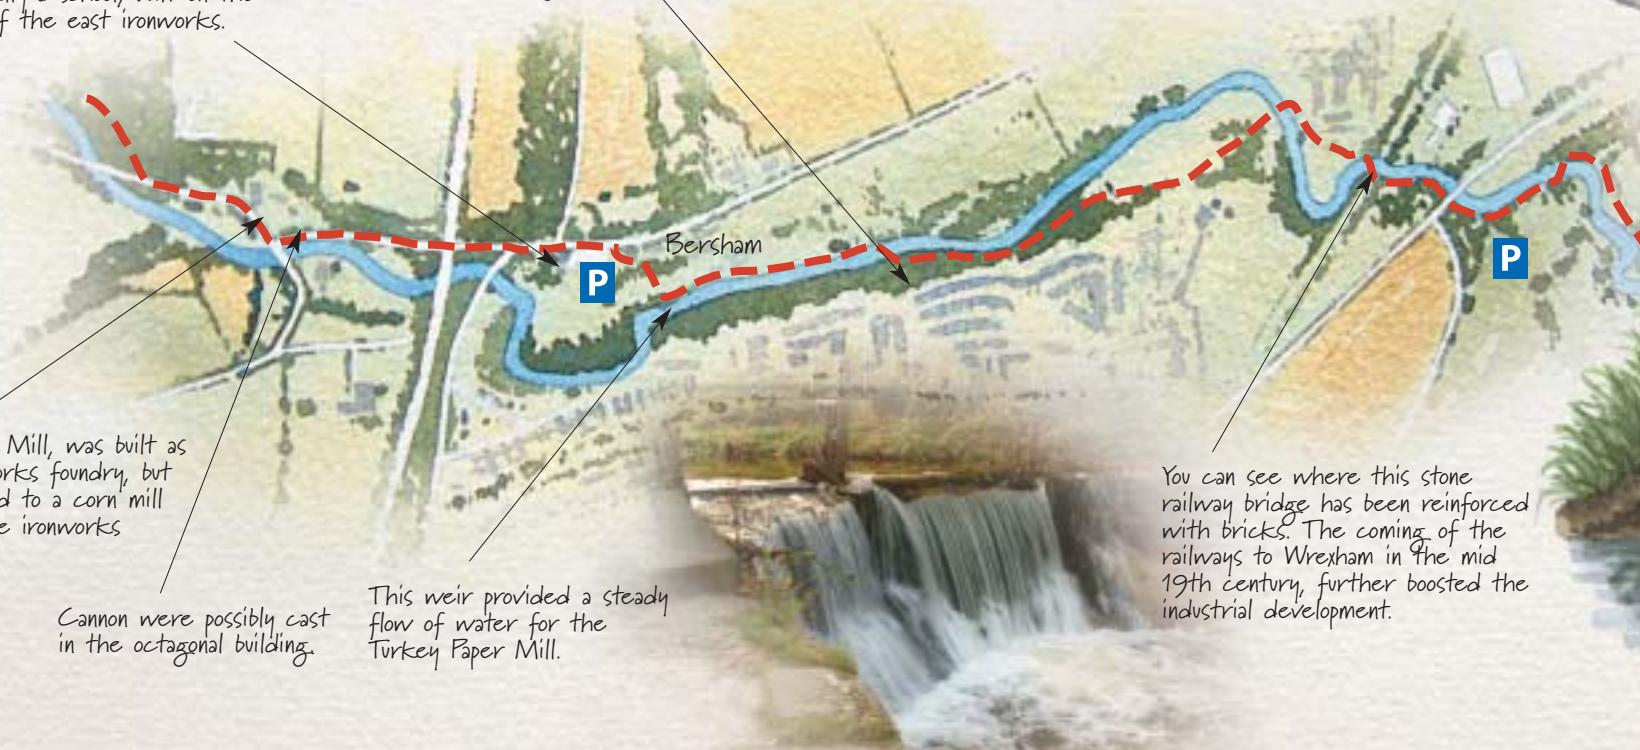 f the east ironworks.
Bersham
P
P
Mill, was built as
orks foundry, but
d to a corn mill
e ironworks
Cannon were possibly cast
in the octagonal building.
This weir provided a steady
flow of water for the
Turkey Paper Mill.
You can see where this stone
railway bridge has been reinforced
with bricks. The coming of the
railways to Wrexham in the mid
19th century, further boosted the
industrial development.